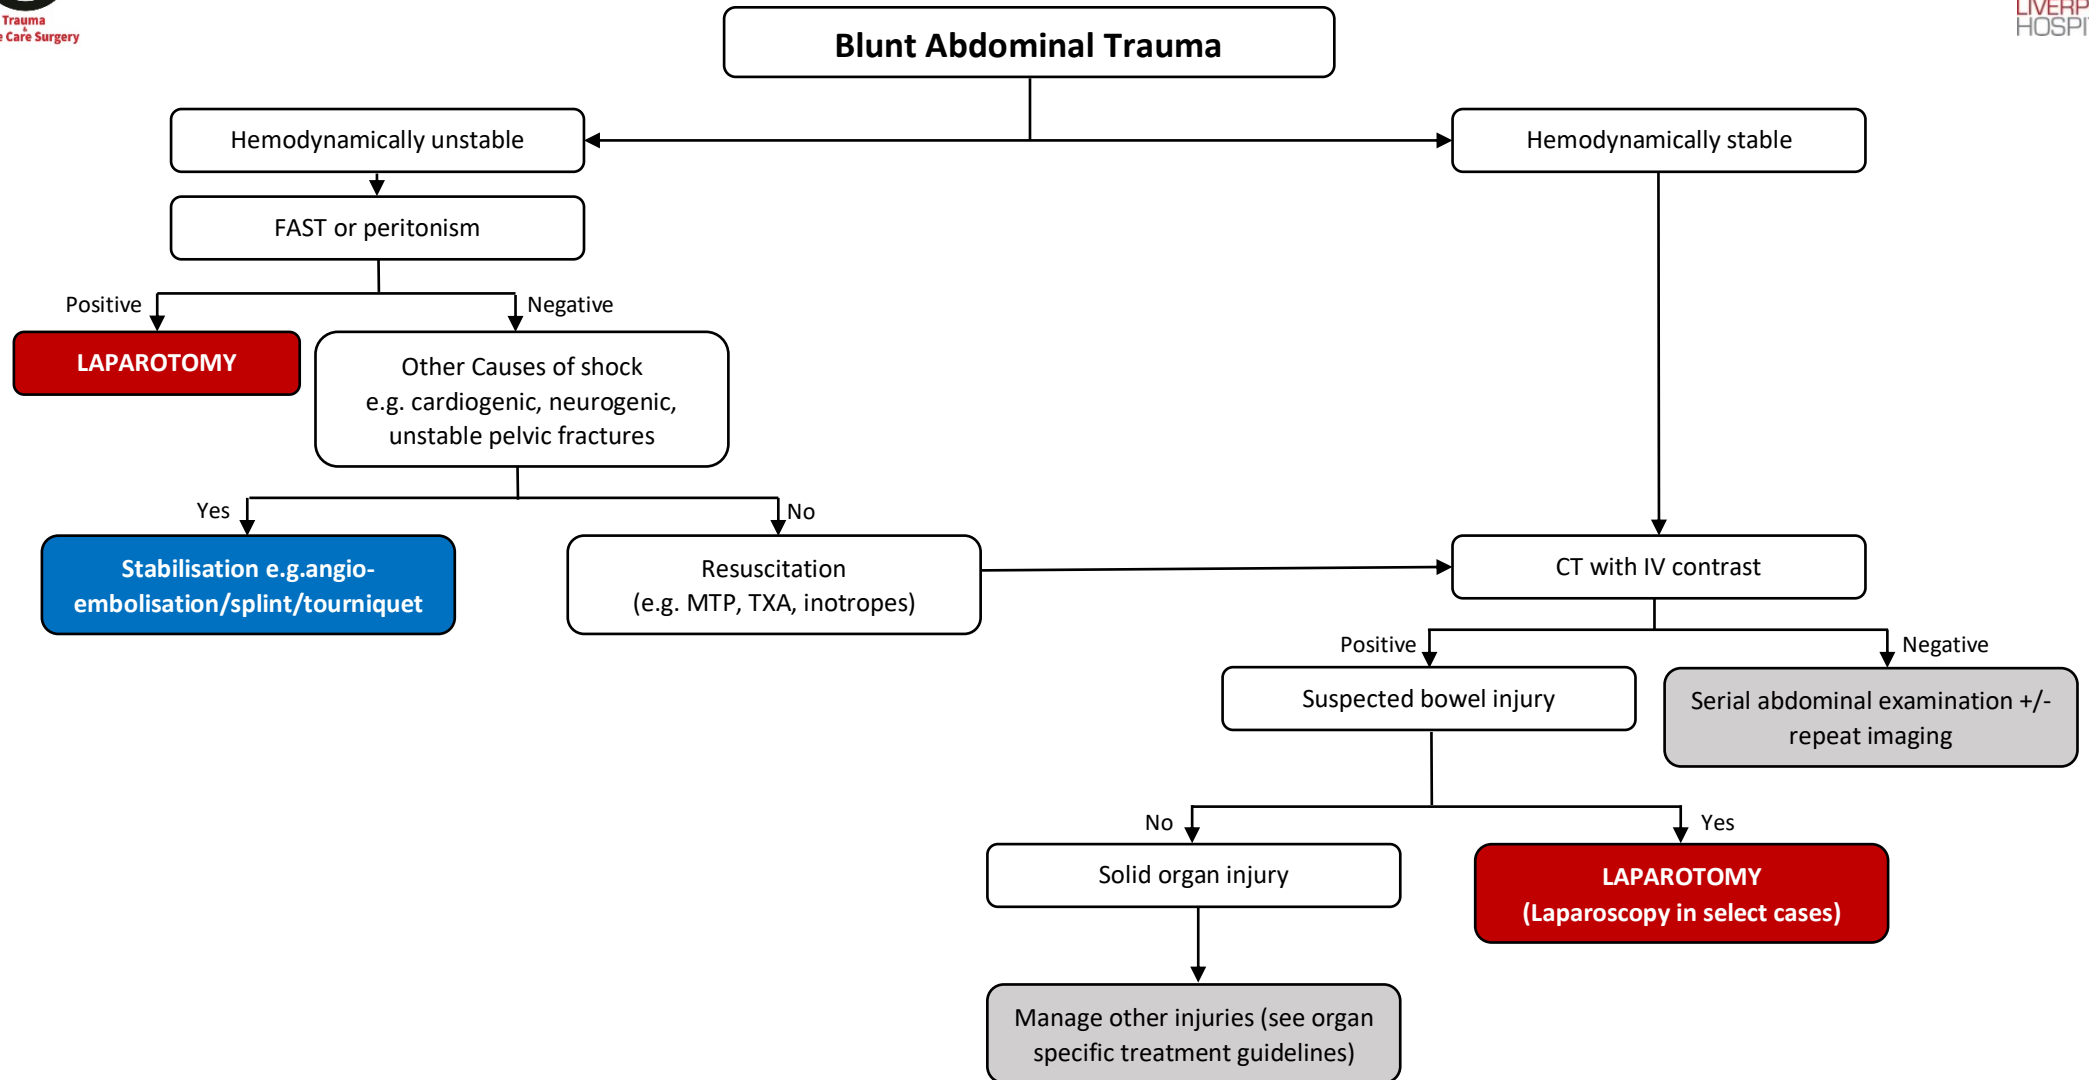 Trauma
&
Care Surgery
Blunt Abdominal Trauma
Hemodynamically unstable
Hemodynamically stable
FAST or peritonism
Positive
Negative
LAPAROTOMY
Other Causes of shock
e.g. cardiogenic, neurogenic,
unstable pelvic fractures
Yes
No
Stabilisation e.g.angio-
embolisation/splint/tourniquet
Resuscitation
(e.g. MTP, TXA, inotropes)
CT with IV contrast
Positive
Negative
Suspected bowel injury
Serial abdominal examination +/-
repeat imaging
No
Yes
Solid organ injury
LAPAROTOMY
(Laparoscopy in select cases)
Manage other injuries (see organ
specific treatment guidelines)